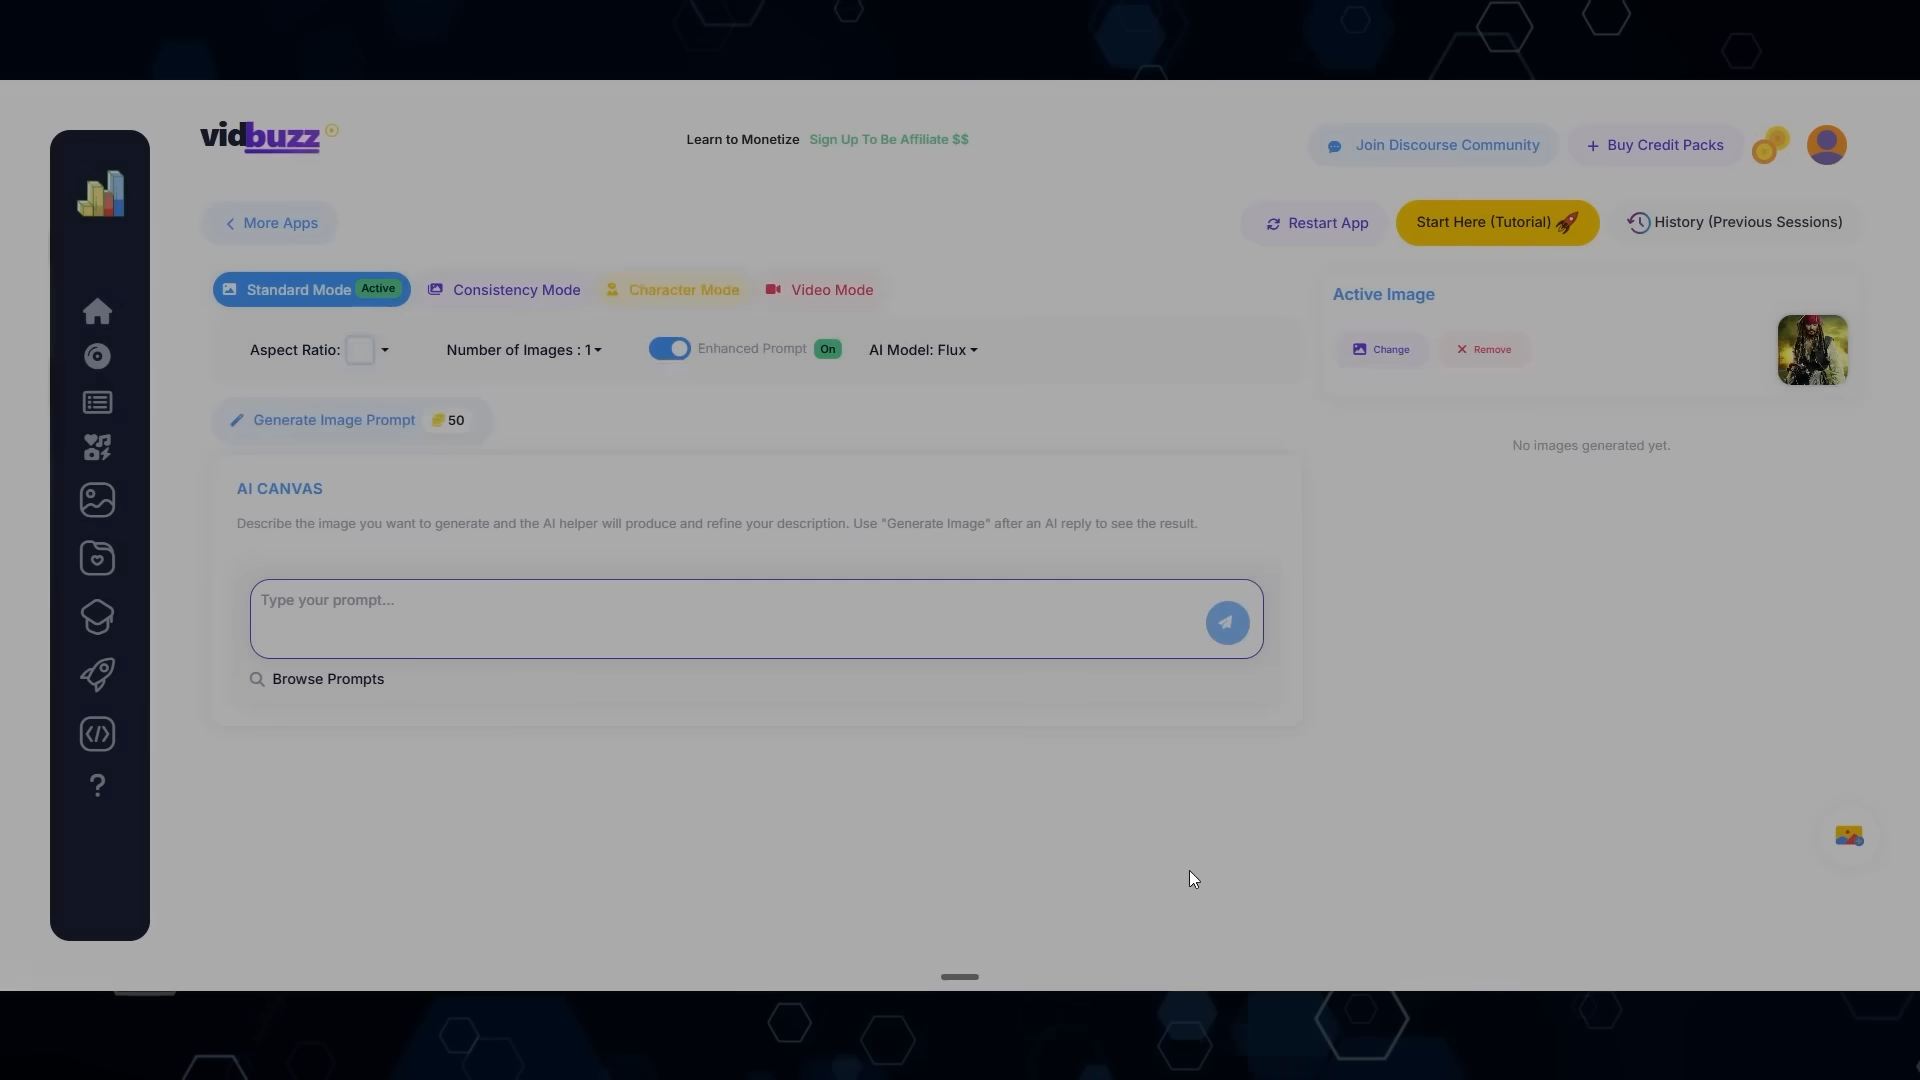 vidbuzz
Learn to Monetize Sign Up To Be Affiliate $$
Join Discourse Community
+ Buy Credit Packs
More Apps
Restart App
Start Here (Tutorial)
History (Previous Sessions)
Standard Mode Active
Consistency Mode
Character Mode
Video Mode
Active Image
Aspect Ratio:
Number of Images : 1
Enhanced Prompt On
AI Model: Flux
Change
Remove
Generate Image Prompt 50
No images generated yet.
AI CANVAS
Describe the image you want to generate and the AI helper will produce and refine your description. Use "Generate Image" after an AI reply to see the result.
Type your prompt...
Browse Prompts